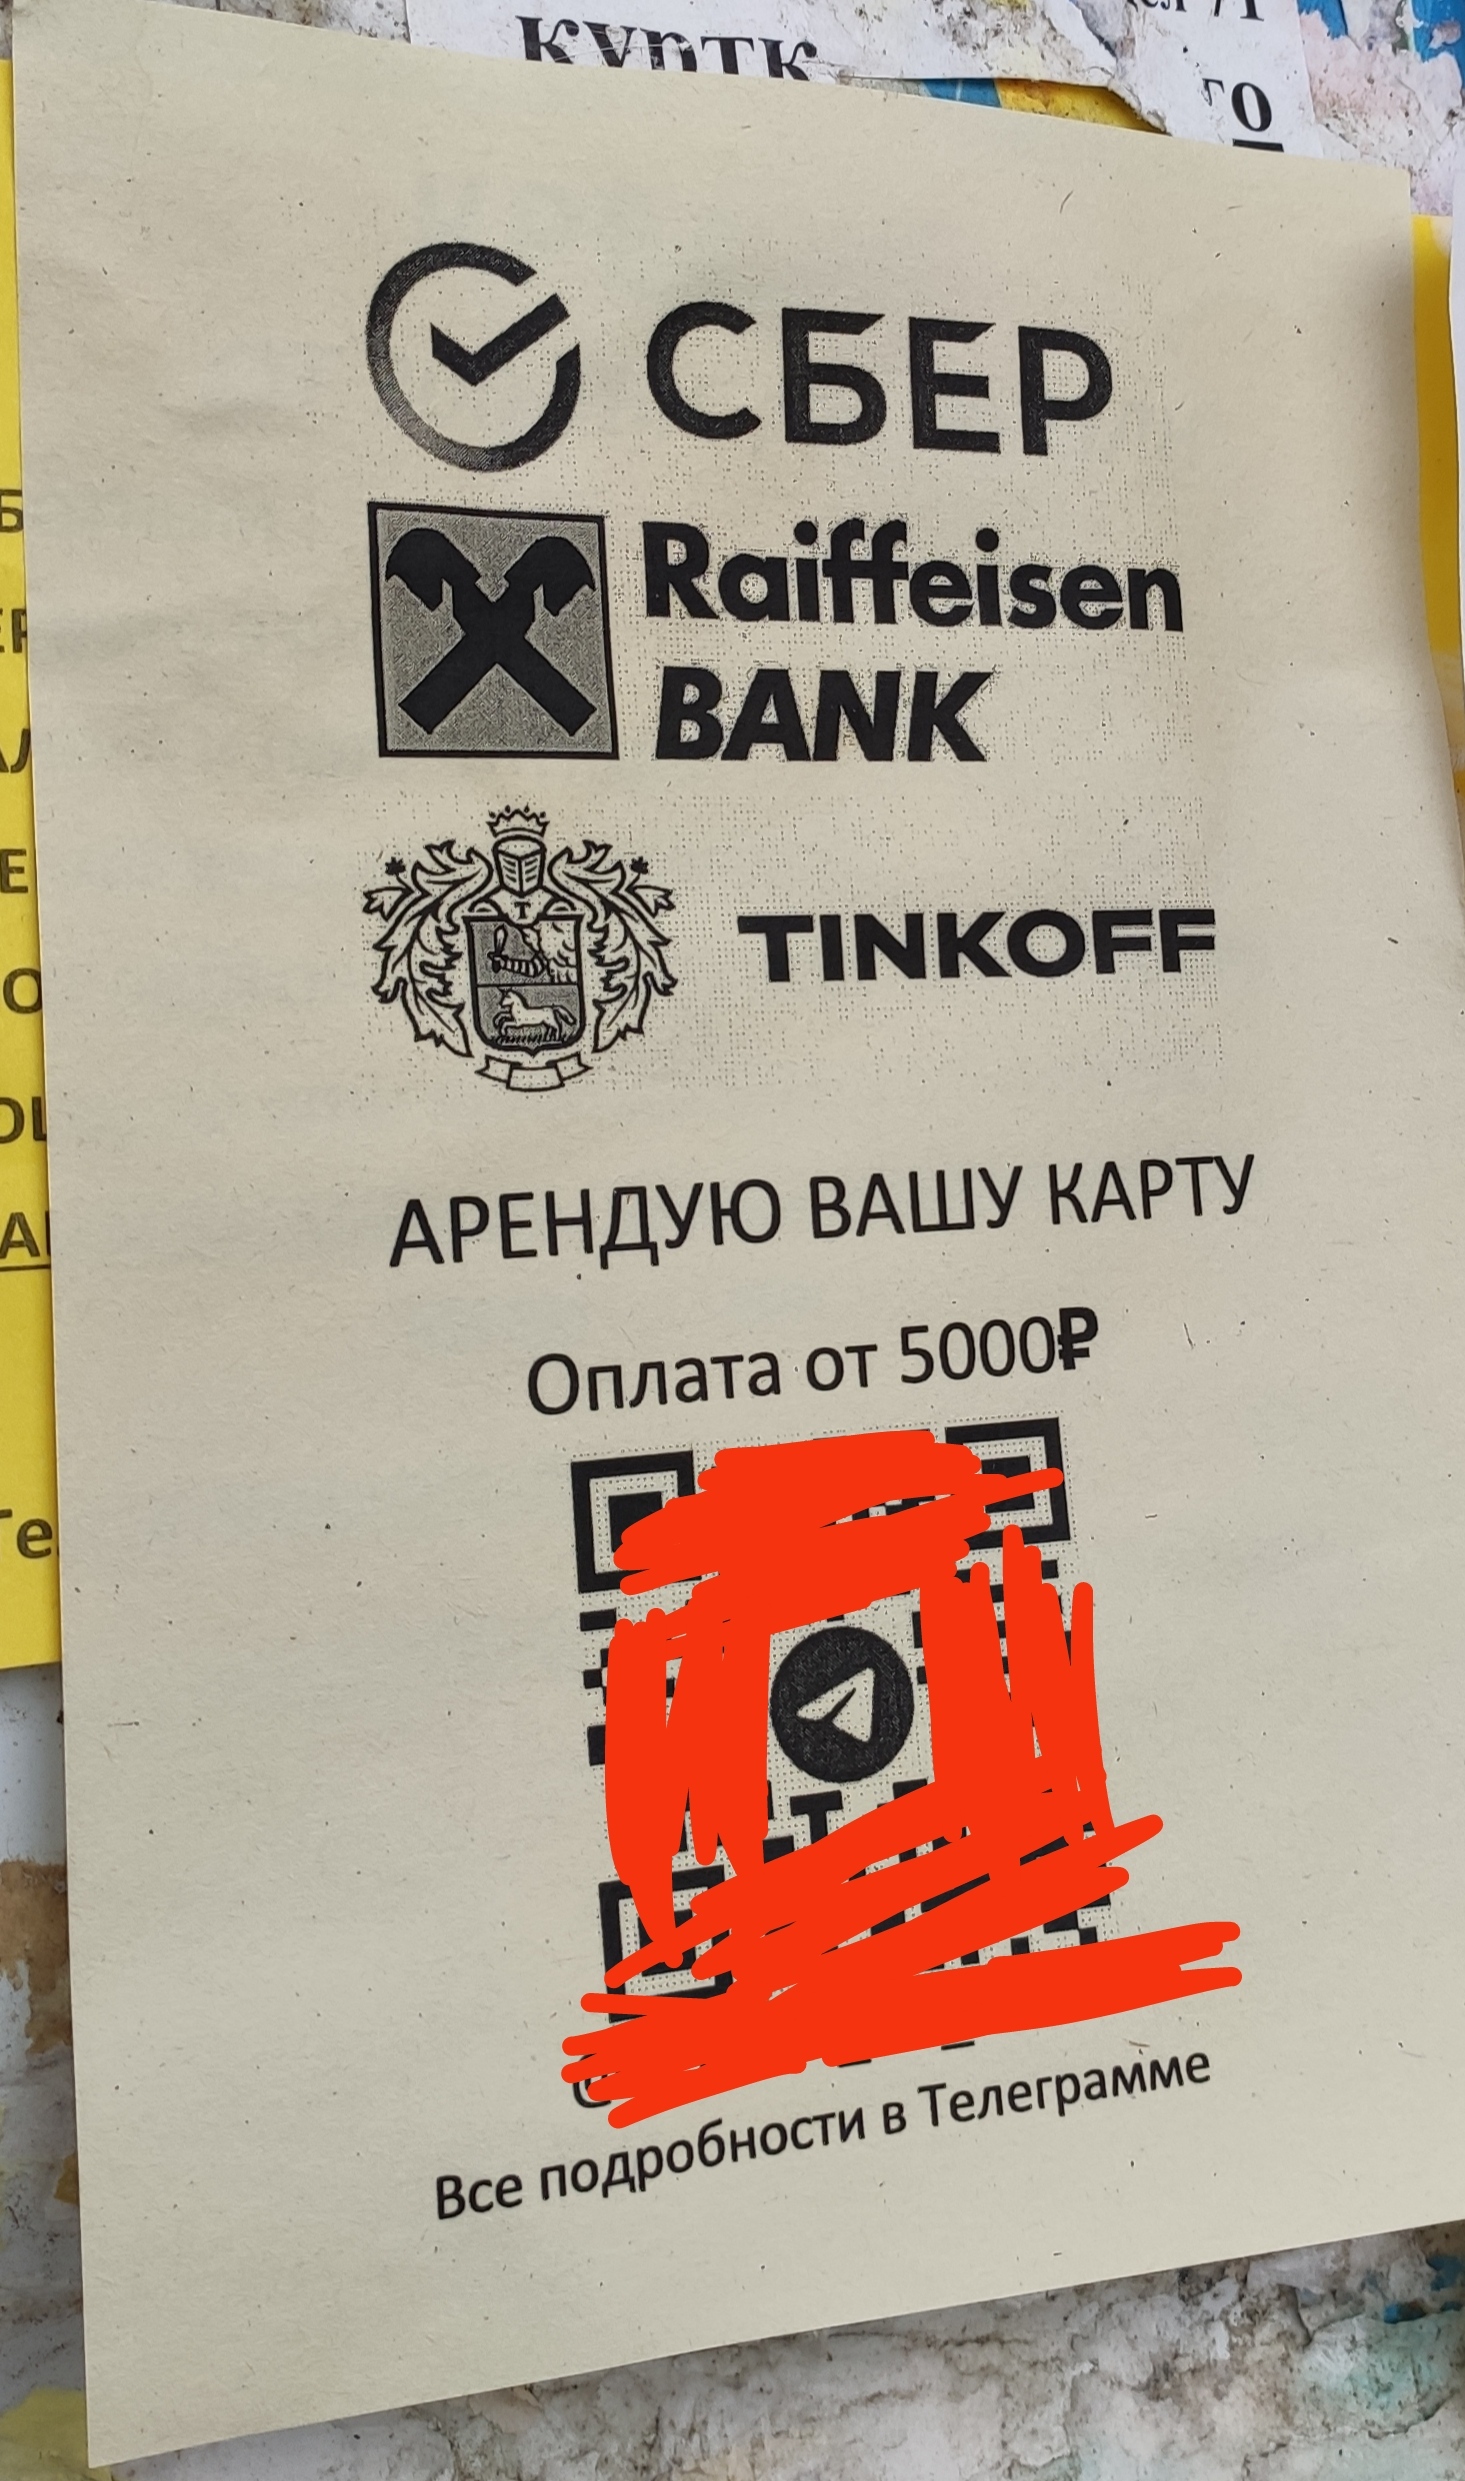 СБЕР
Raiffeisen
BANK
TINKOFF
АРЕНДУЮ ВАШУ КАРТУ
Оплата от 5000₽
Все подробности в Телеграмме